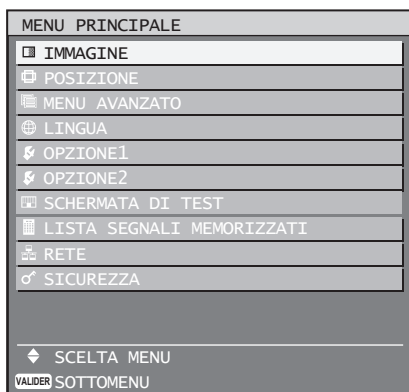 MENU PRINCIPALE
IMMAGINE
POSIZIONE
MENU AVANZATO
LINGUA
OPZIONE1
OPZIONE2
SCHERMATA DI TEST
LISTA SEGNALI MEMORIZZATI
RETE
SICUREZZA
SCELTA MENU
VALIDER SOTTOMENU